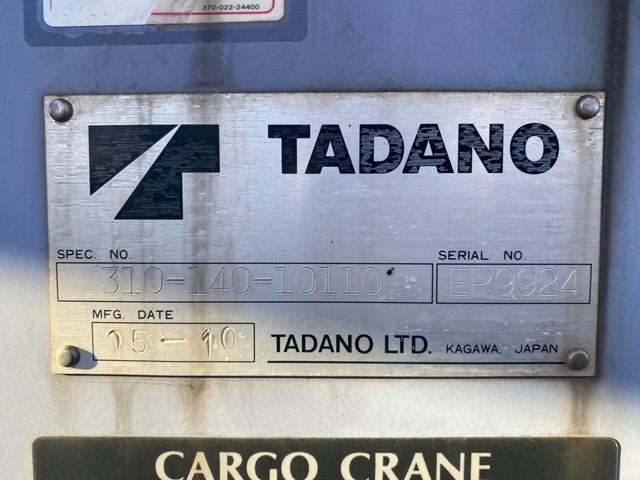 370-022-24400
TADANO
SPEC. NO.
310-140-10110
SERIAL NO.
ER9924
MFG. DATE
05-10
TADANO LTD. KAGAWA, JAPAN
CARGO CRANE